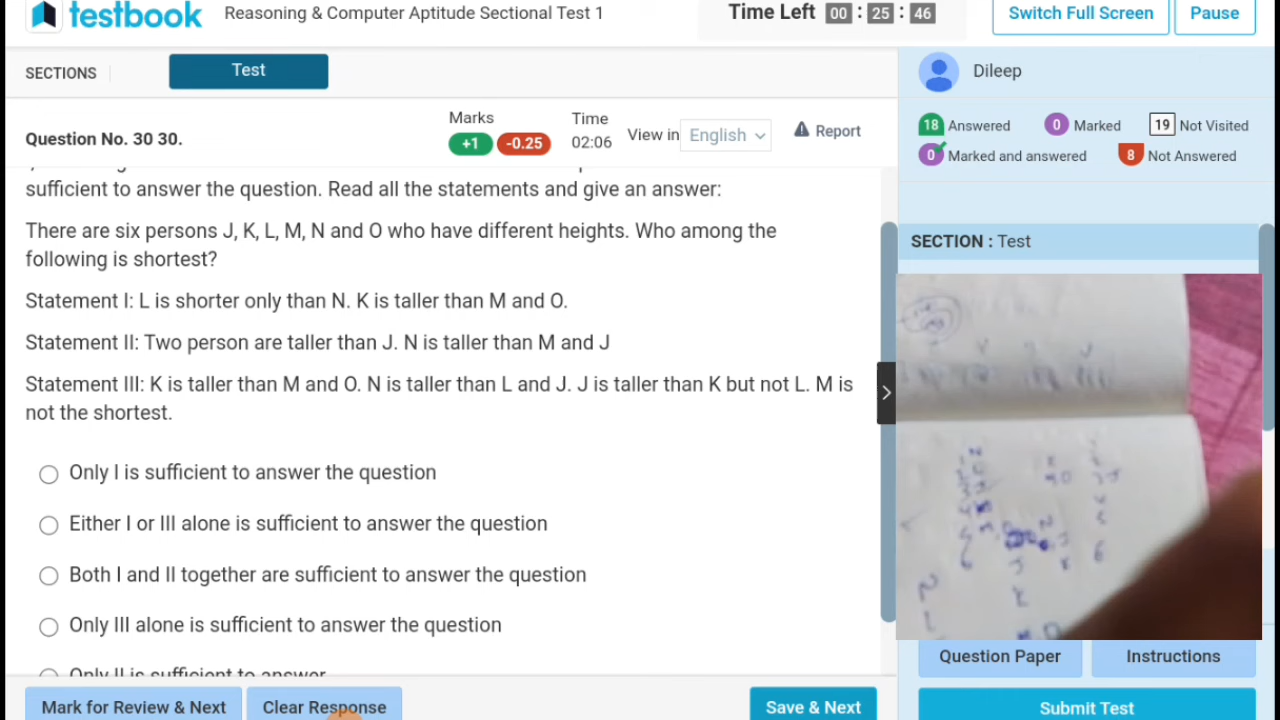 testbook
Reasoning & Computer Aptitude Sectional Test 1
Time Left 00 : 25 : 46
Switch Full Screen
Pause
SECTIONS
Test
Dileep
Question No. 30 30.
Marks
+1 -0.25
Time
02:06
View in English
Report
18 Answered
0 Marked
19 Not Visited
0 Marked and answered
8 Not Answered
SECTION : Test
sufficient to answer the question. Read all the statements and give an answer:
There are six persons J, K, L, M, N and O who have different heights. Who among the
following is shortest?
Statement I: L is shorter only than N. K is taller than M and O.
Statement II: Two person are taller than J. N is taller than M and J
Statement III: K is taller than M and O. N is taller than L and J. J is taller than K but not L. M is
not the shortest.
Only I is sufficient to answer the question
Either I or III alone is sufficient to answer the question
Both I and II together are sufficient to answer the question
Only III alone is sufficient to answer the question
Only II is sufficient to answer
Mark for Review & Next
Clear Response
Save & Next
Question Paper
Instructions
Submit Test